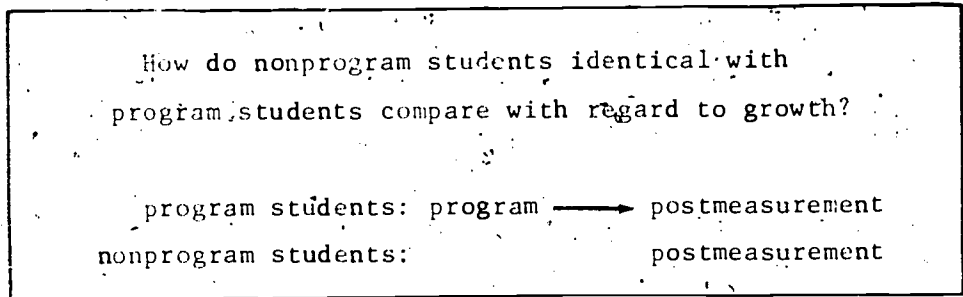 How do nonprogram students identical with
program students compare with regard to growth?
program students: program → postmeasurement
nonprogram students: postmeasurement